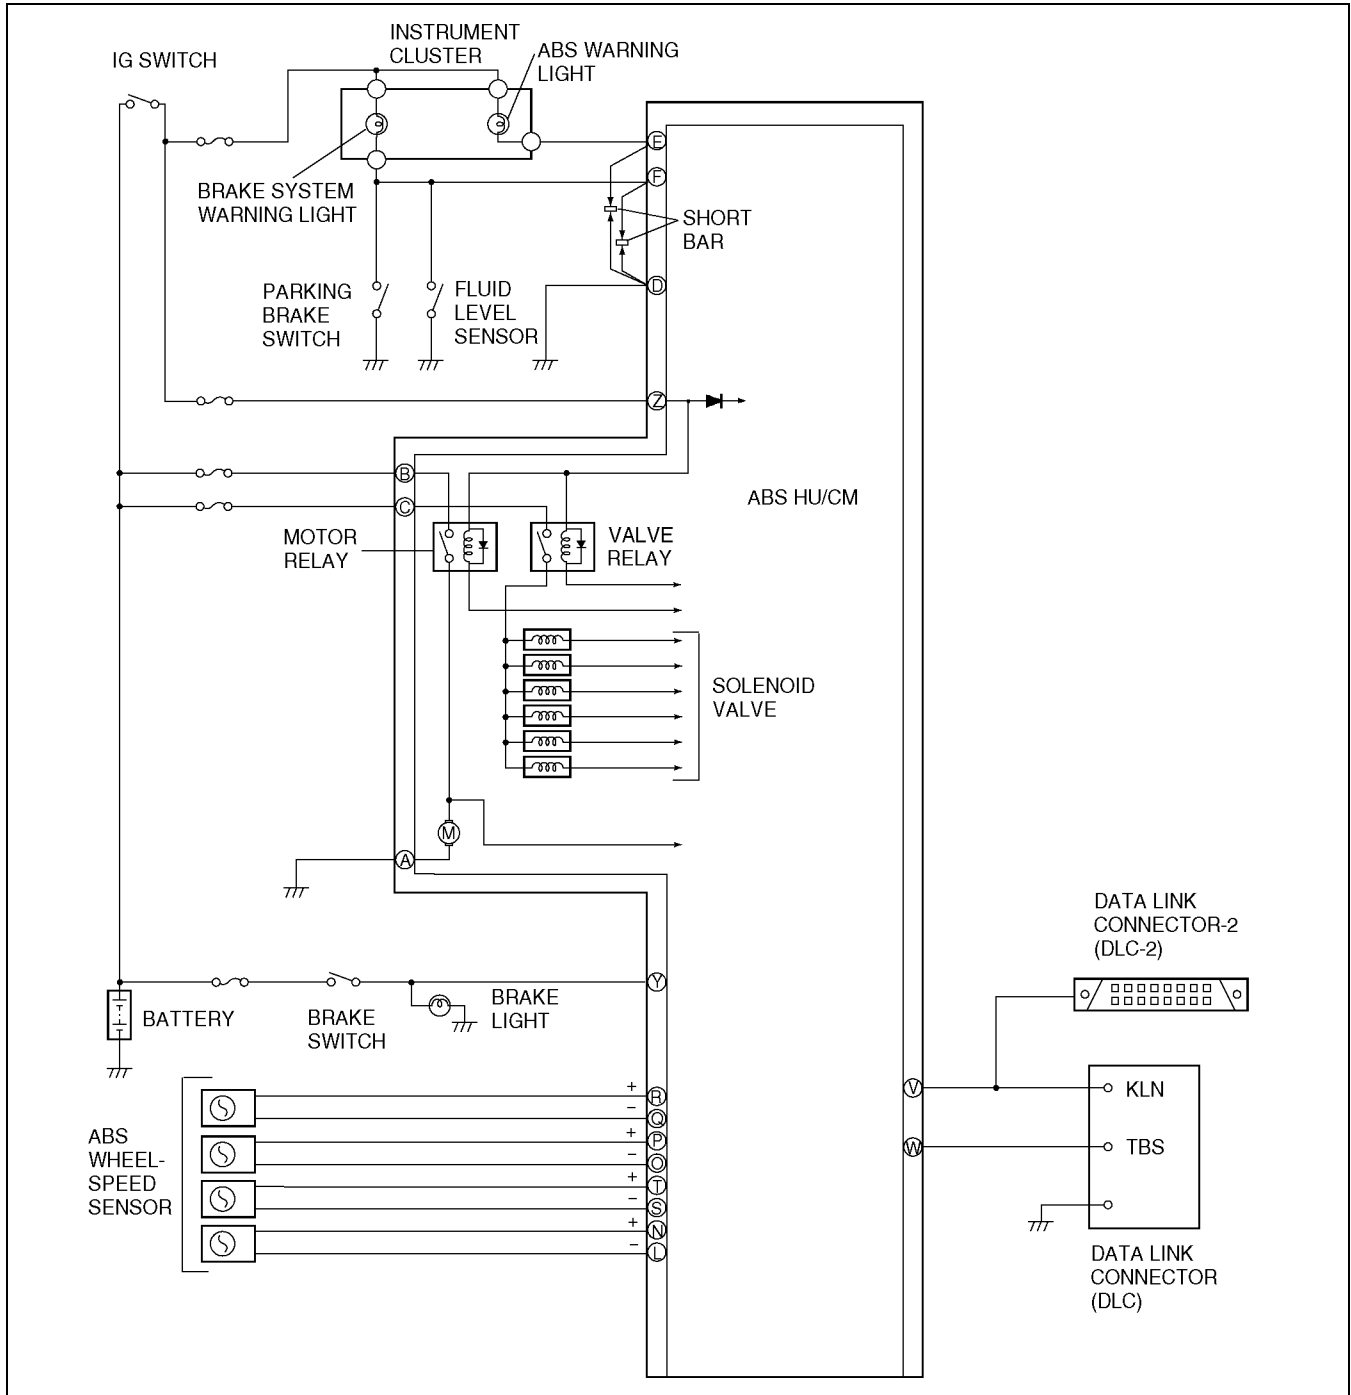 INSTRUMENT
CLUSTER
ABS WARNING
LIGHT
IG SWITCH
BRAKE SYSTEM
WARNING LIGHT
E
F
SHORT
BAR
D
PARKING
BRAKE
SWITCH
FLUID
LEVEL
SENSOR
Z
B
C
ABS HU/CM
MOTOR
RELAY
VALVE
RELAY
SOLENOID
VALVE
M
A
DATA LINK
CONNECTOR-2
(DLC-2)
Y
BATTERY
BRAKE
SWITCH
BRAKE
LIGHT
ABS
WHEEL-
SPEED
SENSOR
+ R
− Q
+ P
− O
+ T
− S
+ N
− L
V
KLN
W
TBS
DATA LINK
CONNECTOR
(DLC)